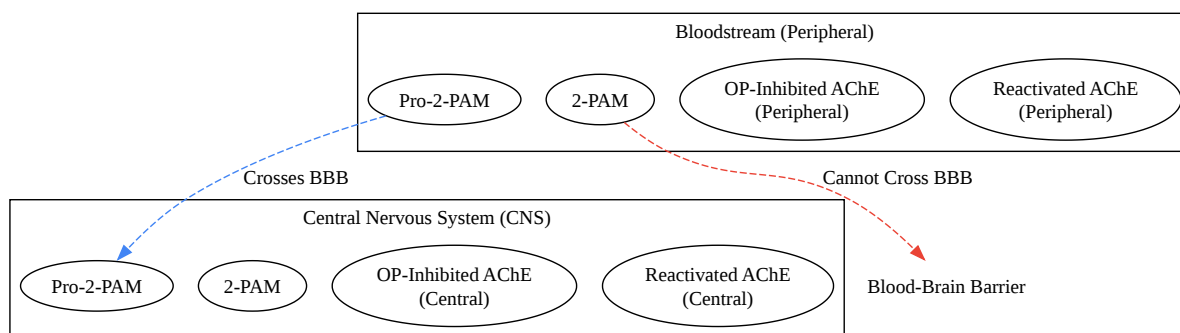 Bloodstream (Peripheral)
Pro-2-PAM
2-PAM
OP-Inhibited AChE
(Peripheral)
Reactivated AChE
(Peripheral)
Crosses BBB
Cannot Cross BBB
Central Nervous System (CNS)
Pro-2-PAM
2-PAM
OP-Inhibited AChE
(Central)
Reactivated AChE
(Central)
Blood-Brain Barrier